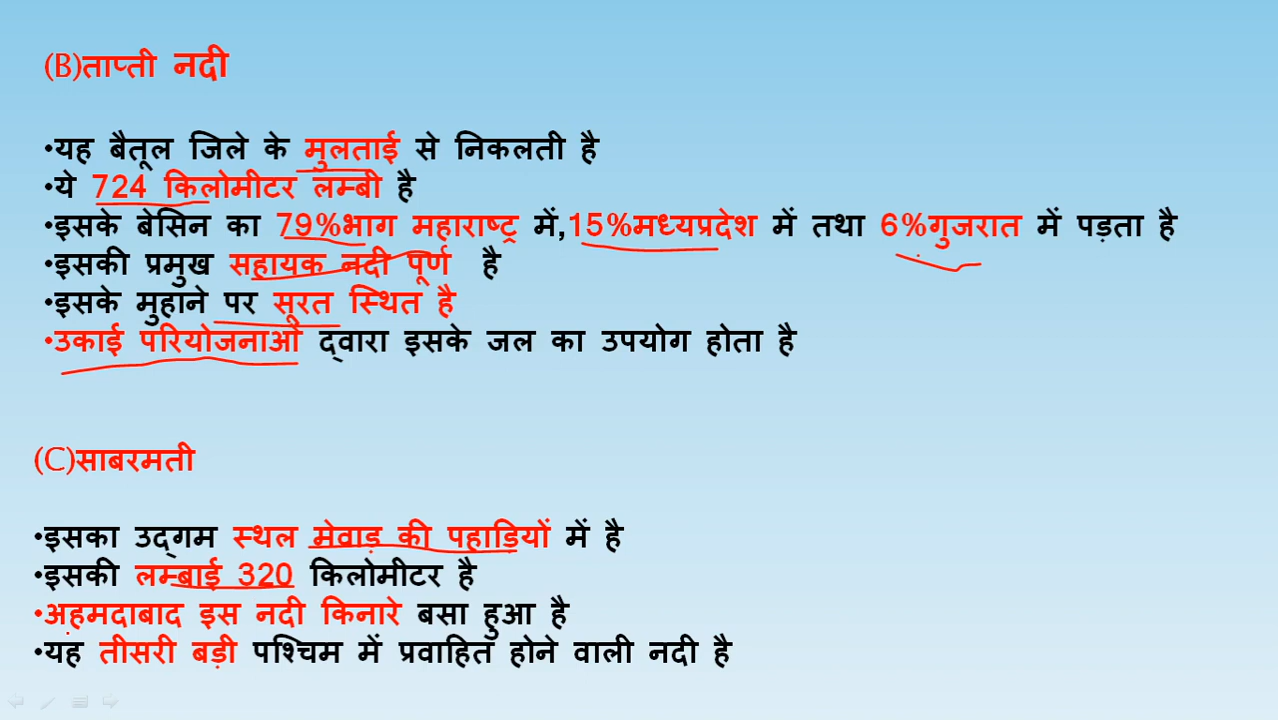 (B)ताप्ती नदी
•यह बैतूल जिले के मुलताई से निकलती है
•ये 724 किलोमीटर लम्बी है
•इसके बेसिन का 79%भाग महाराष्ट्र में,15%मध्यप्रदेश में तथा 6%गुजरात में पड़ता है
•इसकी प्रमुख सहायक नदी पूर्ण है
•इसके मुहाने पर सूरत स्थित है
•उकाई परियोजनाओं द्वारा इसके जल का उपयोग होता है
(C)साबरमती
•इसका उद्गम स्थल मेवाड़ की पहाड़ियों में है
•इसकी लम्बाई 320 किलोमीटर है
•अहमदाबाद इस नदी किनारे बसा हुआ है
•यह तीसरी बड़ी पश्चिम में प्रवाहित होने वाली नदी है